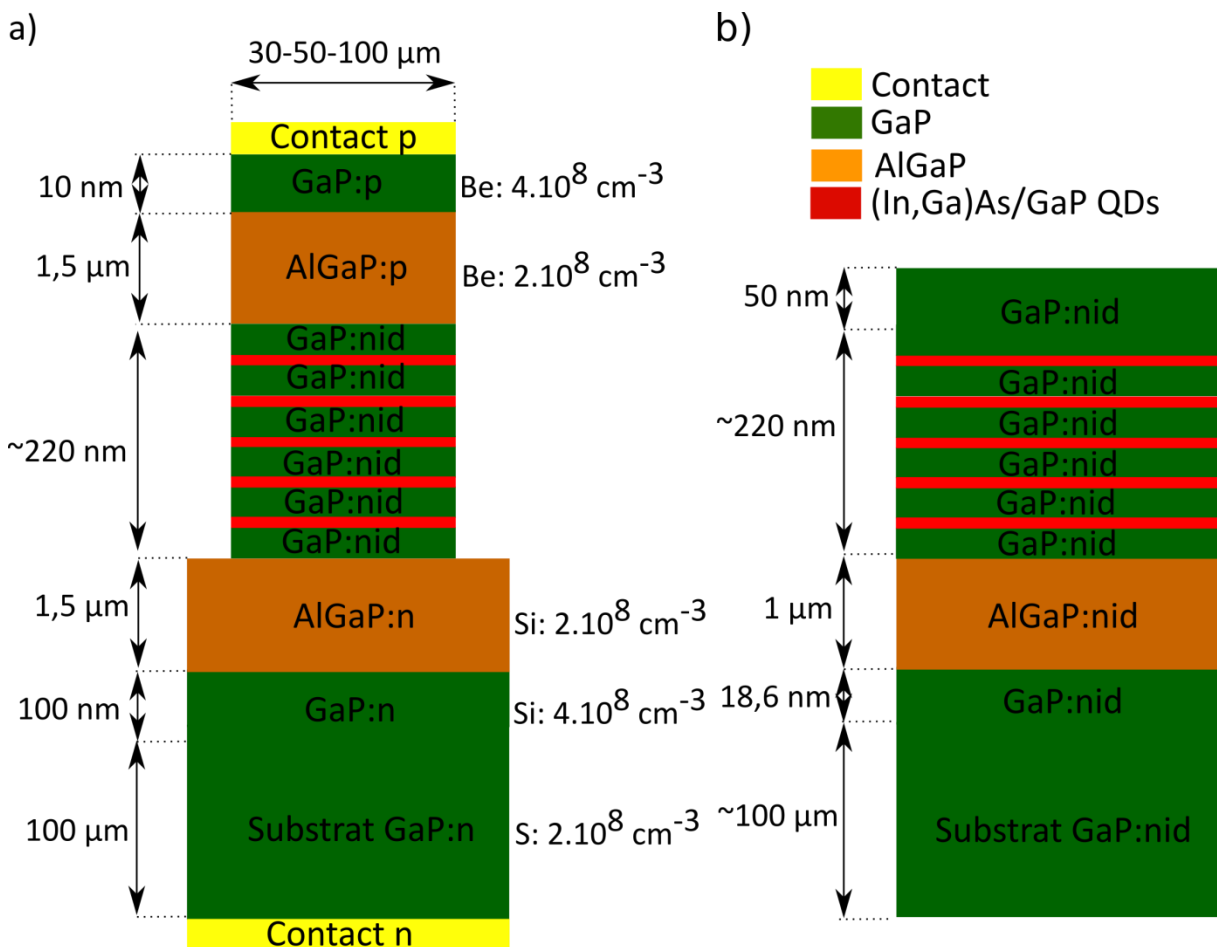 a)
30-50-100 µm
Contact p
10 nm
GaP:p
Be: 4.10⁸ cm⁻³
1,5 µm
AlGaP:p
Be: 2.10⁸ cm⁻³
~220 nm
GaP:nid
GaP:nid
GaP:nid
GaP:nid
GaP:nid
GaP:nid
1,5 µm
AlGaP:n
Si: 2.10⁸ cm⁻³
100 nm
GaP:n
Si: 4.10⁸ cm⁻³
100 µm
Substrat GaP:n
S: 2.10⁸ cm⁻³
Contact n
b)
Contact
GaP
AlGaP
(In,Ga)As/GaP QDs
50 nm
GaP:nid
~220 nm
GaP:nid
GaP:nid
GaP:nid
GaP:nid
GaP:nid
1 µm
AlGaP:nid
18,6 nm
GaP:nid
~100 µm
Substrat GaP:nid